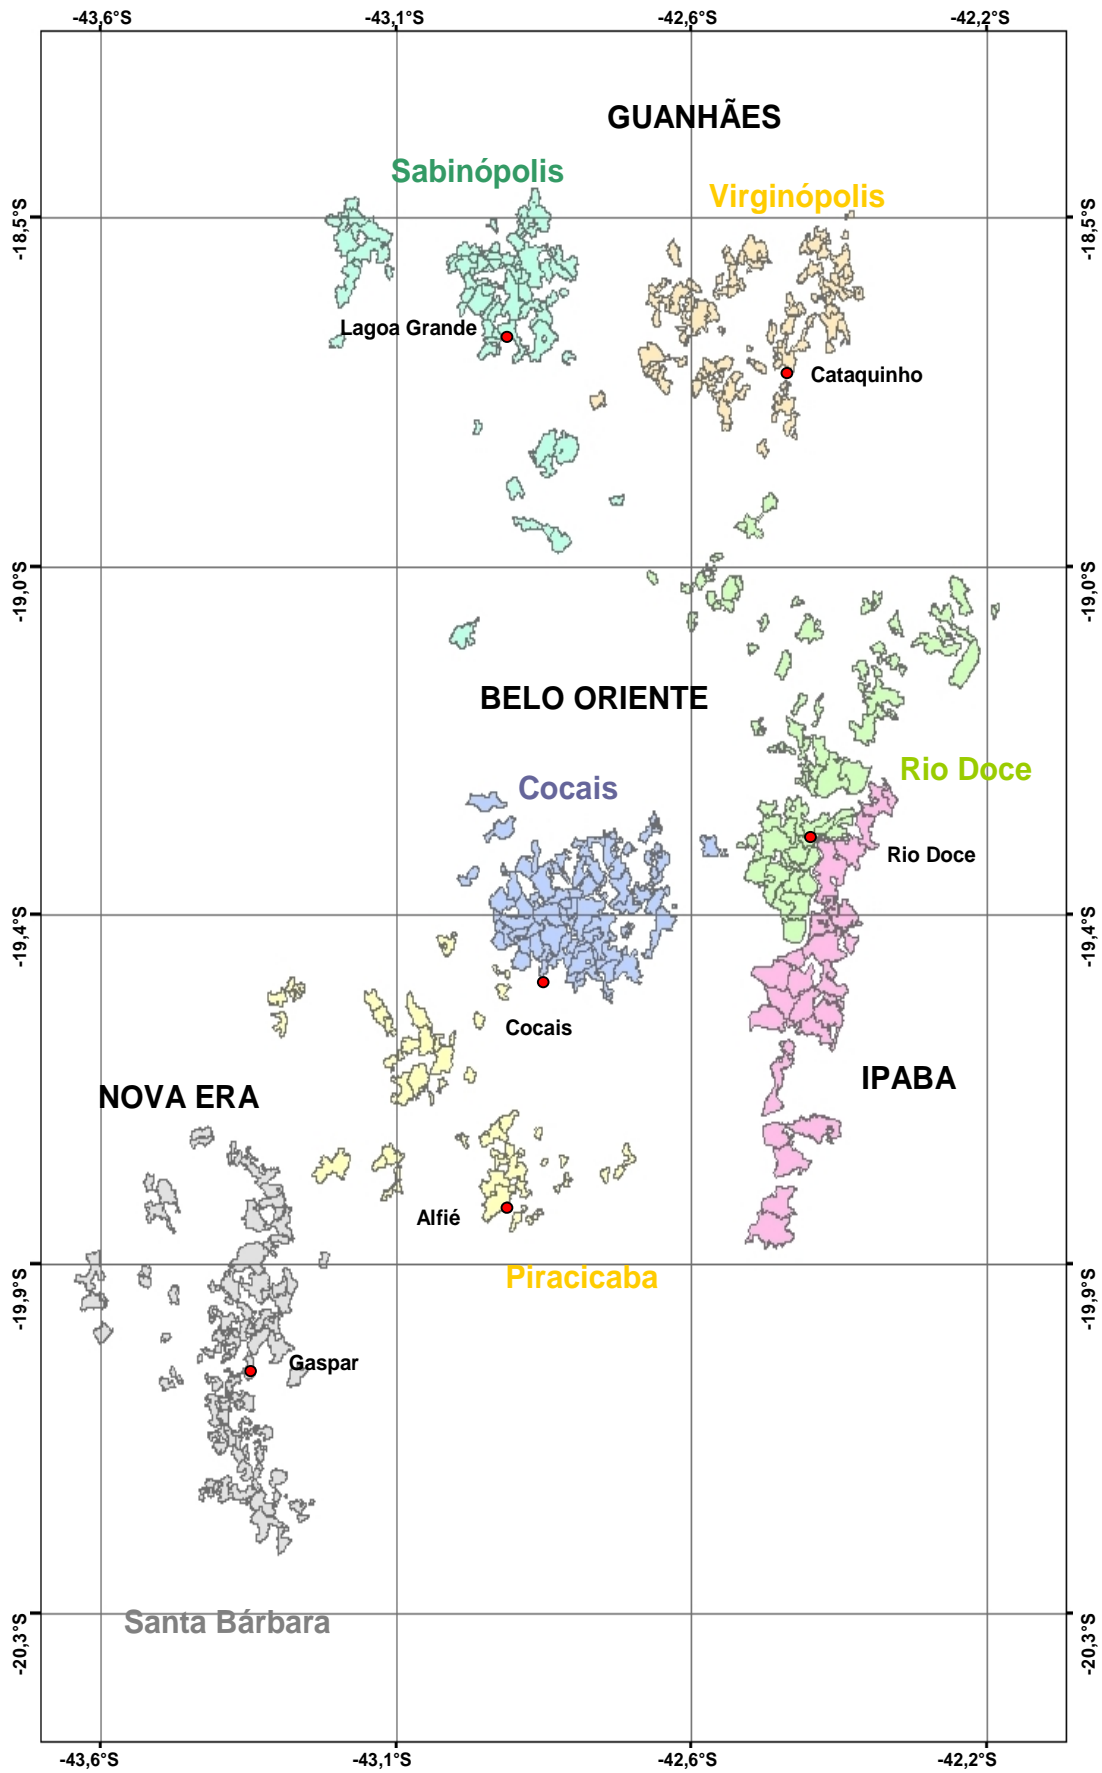 -43,6°S
-43,1°S
-42,6°S
-42,2°S
GUANHÃES
Sabinópolis
Virginópolis
-18,5°S
-18,5°S
Lagoa Grande
Cataquinho
-19,0°S
-19,0°S
BELO ORIENTE
Rio Doce
Cocais
Rio Doce
-19,4°S
-19,4°S
Cocais
IPABA
NOVA ERA
Alfié
-19,9°S
-19,9°S
Piracicaba
Gaspar
-20,3°S
-20,3°S
Santa Bárbara
-43,6°S
-43,1°S
-42,6°S
-42,2°S